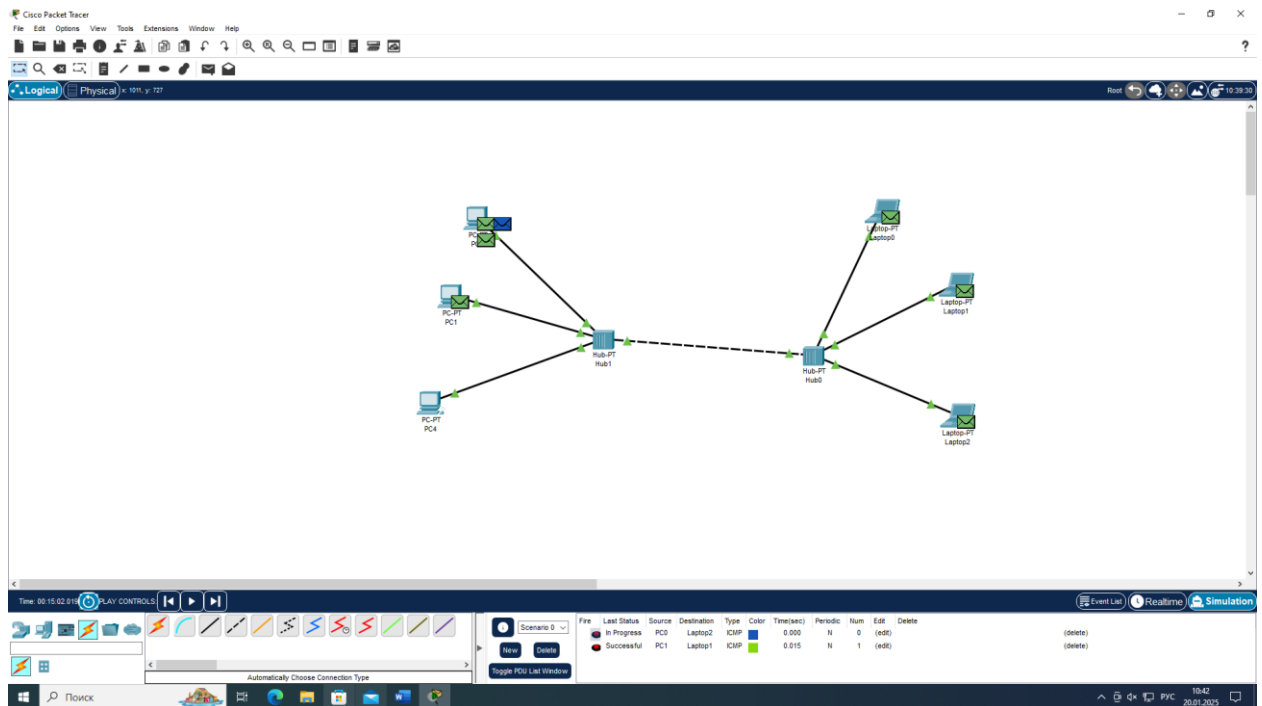 Cisco Packet Tracer
File Edit Options View Tools Extensions Window Help
?
Logical Physical x: 1011, y: 727 Root 10:39:30
PC-PT
Laptop-PT
Laptop0
PC-PT
PC1
Laptop-PT
Laptop1
Hub-PT
Hub1
Hub-PT
Hub0
PC-PT
PC4
Laptop-PT
Laptop2
Time: 00:15:02.019 PLAY CONTROLS: Event List Realtime Simulation
Scenario 0
New Delete
Toggle PDU List Window
Fire Last Status Source Destination Type Color Time(sec) Periodic Num Edit Delete
In Progress PC0 Laptop2 ICMP 0.000 N 0 (edit) (delete)
Successful PC1 Laptop1 ICMP 0.015 N 1 (edit) (delete)
Automatically Choose Connection Type
Поиск РУС 10:42
20.01.2025